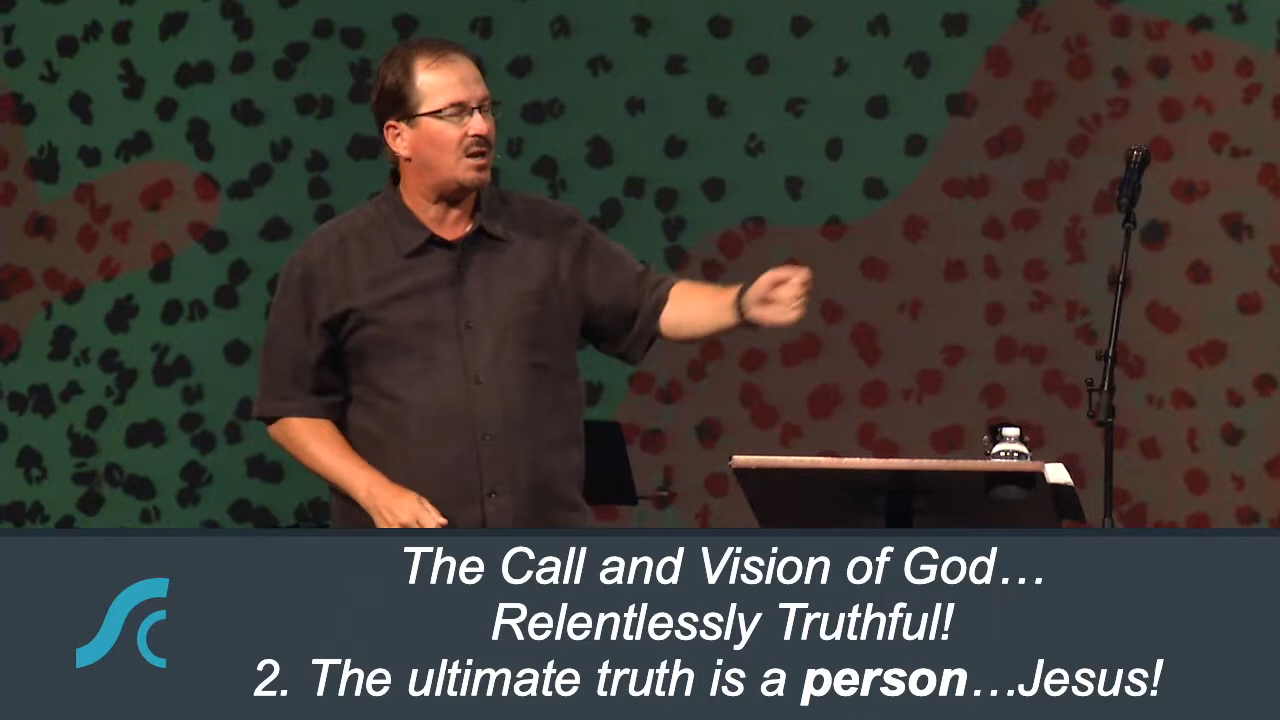 The Call and Vision of God…
Relentlessly Truthful!
2. The ultimate truth is a person…Jesus!